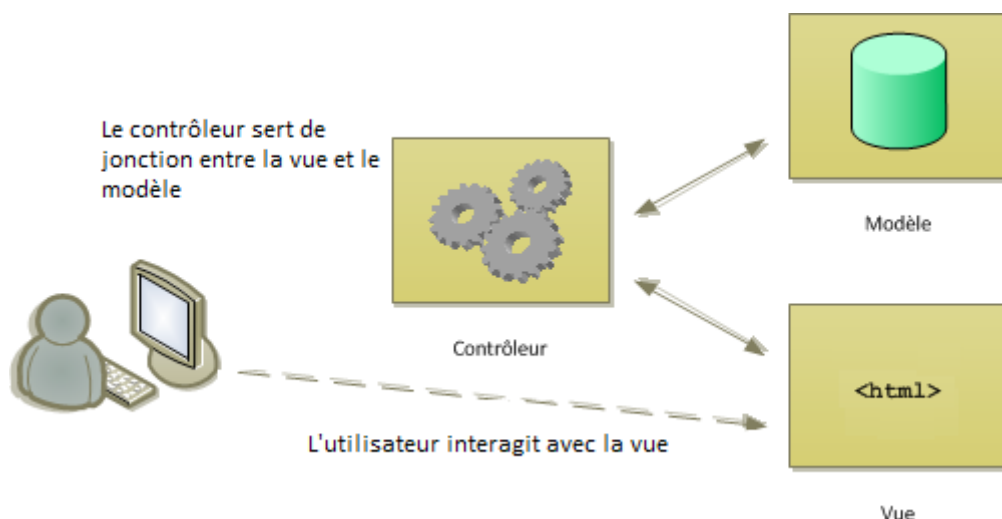 Le contrôleur sert de
jonction entre la vue et le
modèle
Modèle
Contrôleur
<html>
L'utilisateur interagit avec la vue
Vue